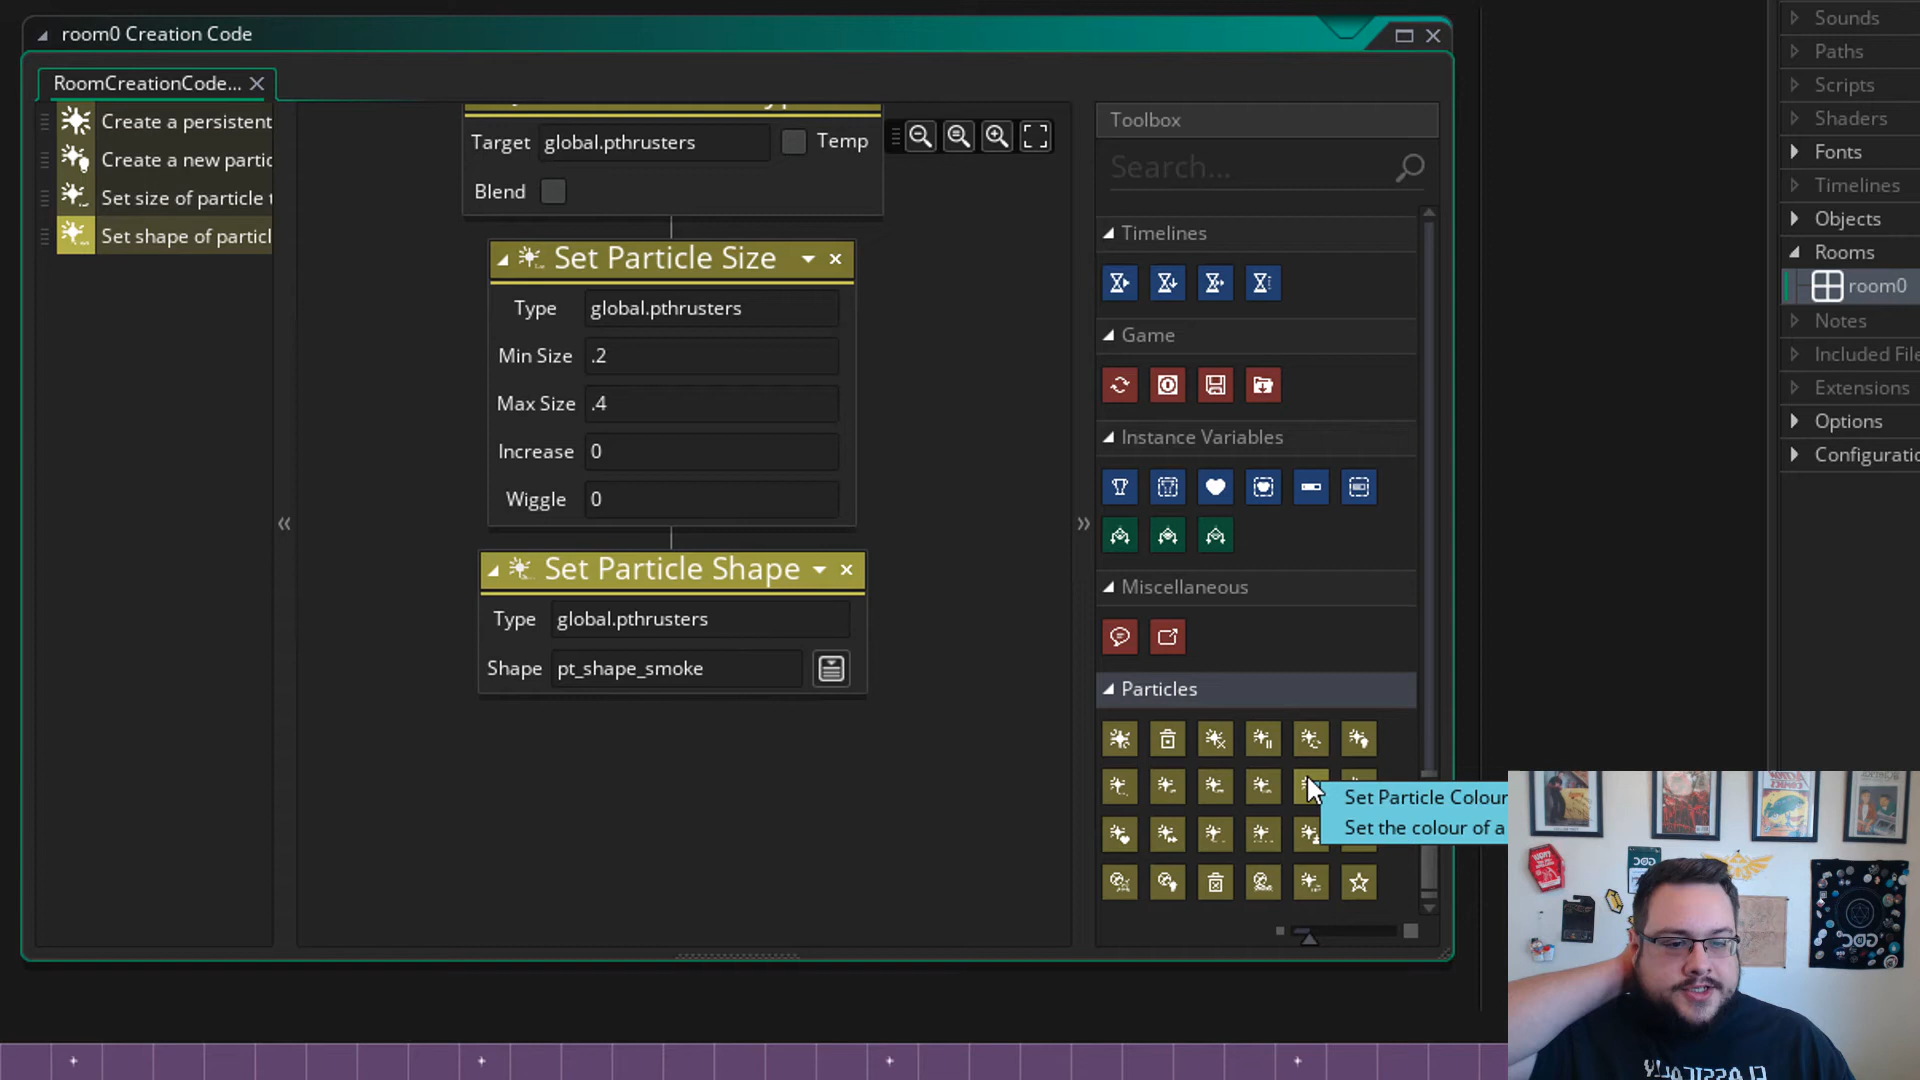 room0 Creation Code
RoomCreationCode...
Create a persistent
Create a new partic
Set size of particle t
Set shape of particl
Target global.pthrusters Temp
Blend
Set Particle Size
Type global.pthrusters
Min Size .2
Max Size .4
Increase 0
Wiggle 0
Set Particle Shape
Type global.pthrusters
Shape pt_shape_smoke
Toolbox
Search...
Timelines
Game
Instance Variables
Miscellaneous
Particles
Set Particle Colour
Set the colour of a
Sounds
Paths
Scripts
Shaders
Fonts
Timelines
Objects
Rooms
room0
Notes
Included File
Extensions
Options
Configuratio